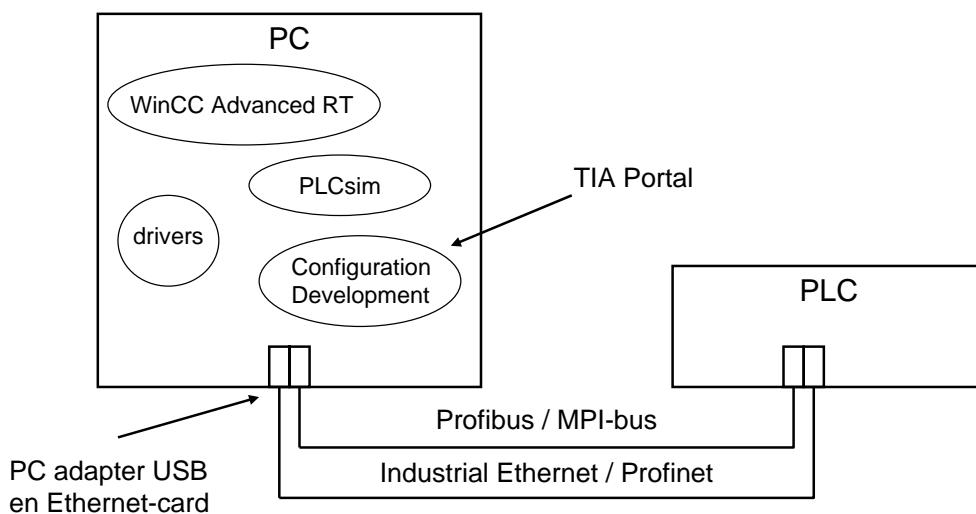 PC
WinCC Advanced RT
PLCsim
TIA Portal
drivers
Configuration
Development
PLC
Profibus / MPI-bus
PC adapter USB
en Ethernet-card
Industrial Ethernet / Profinet